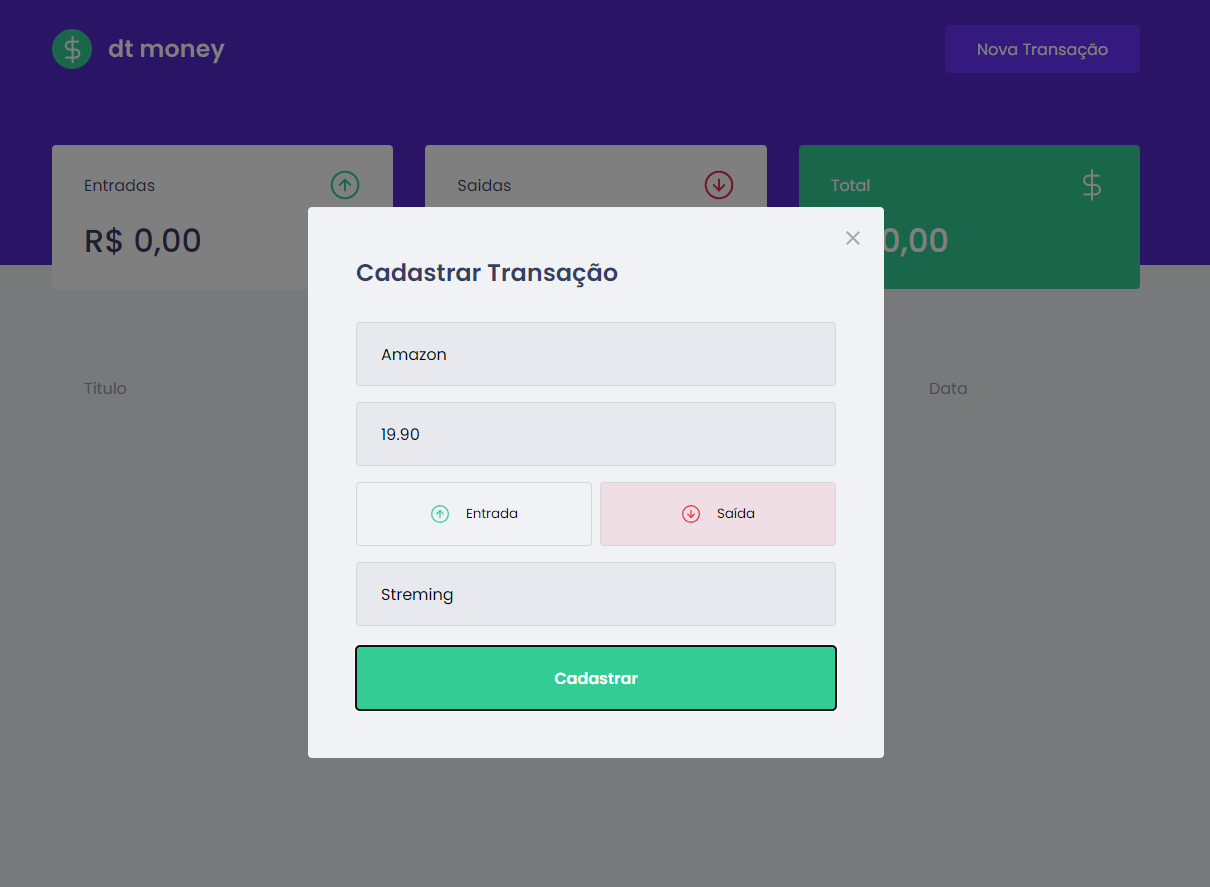 $ dt money
Nova Transação
Entradas
Saidas
Total
$
R$ 0,00
0,00
Cadastrar Transação
Titulo
Data
Amazon
19.90
Entrada
Saída
Streming
Cadastrar